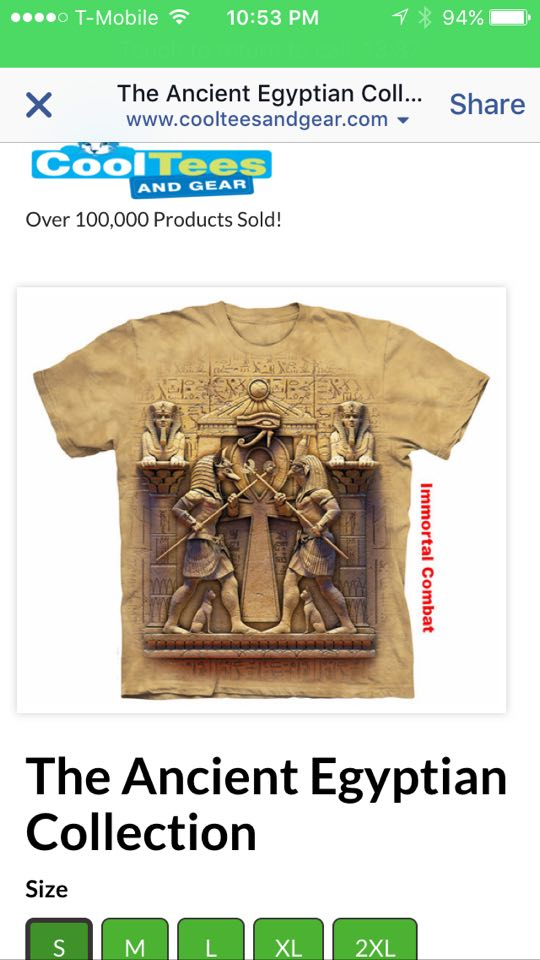 T-Mobile 10:53 PM 94%
The Ancient Egyptian Coll...
www.coolteesandgear.com
Share
CoolTees
AND GEAR
Over 100,000 Products Sold!
Immortal Combat
The Ancient Egyptian
Collection
Size
S M L XL 2XL